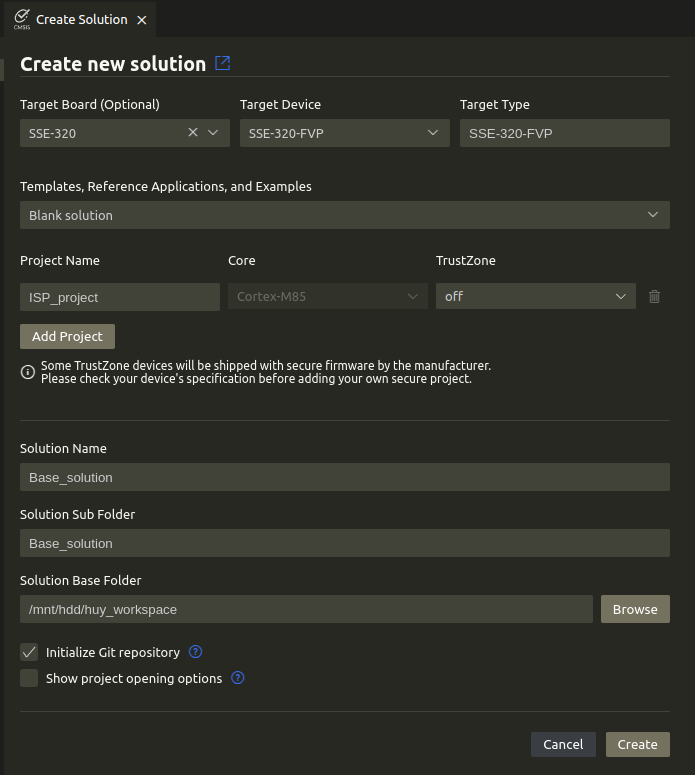 CMSIS
Create Solution
Create new solution
Target Board (Optional) Target Device Target Type
SSE-320 SSE-320-FVP SSE-320-FVP
Templates, Reference Applications, and Examples
Blank solution
Project Name Core TrustZone
ISP_project Cortex-M85 off
Add Project
Some TrustZone devices will be shipped with secure firmware by the manufacturer.
Please check your device's specification before adding your own secure project.
Solution Name
Base_solution
Solution Sub Folder
Base_solution
Solution Base Folder
/mnt/hdd/huy_workspace Browse
Initialize Git repository
Show project opening options
Cancel Create